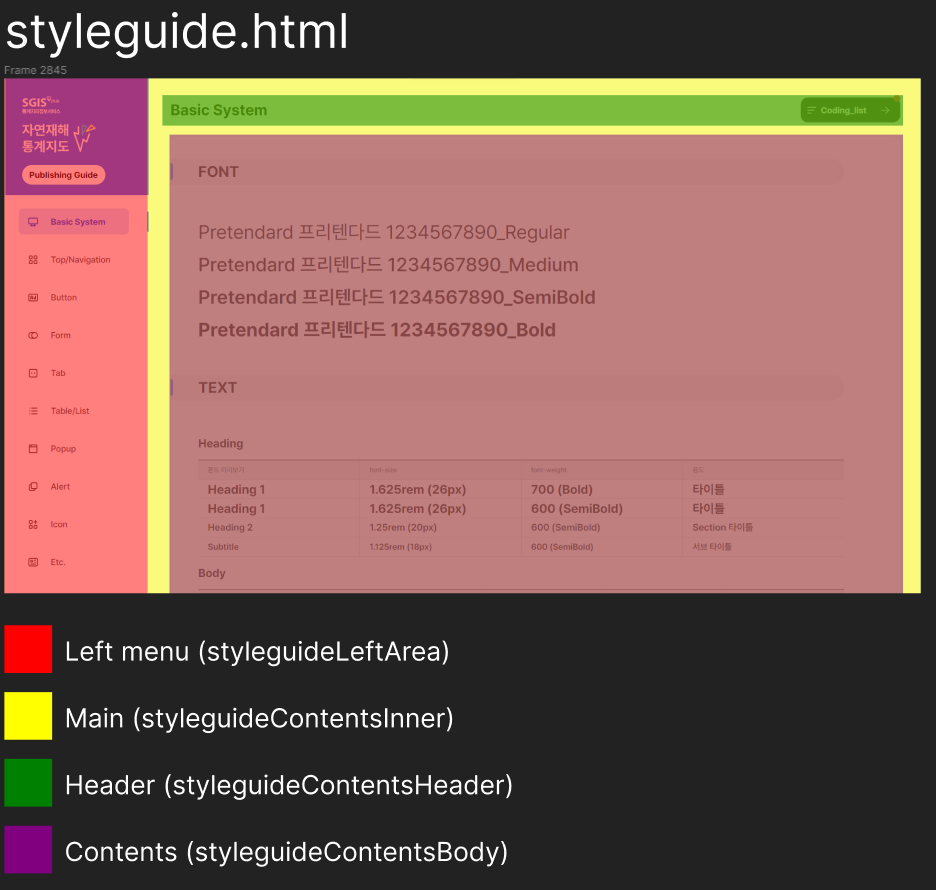 styleguide.html
Frame 2845
SGIS
통계지리정보서비스
자연재해
통계지도
Publishing Guide
Basic System
Top/Navigation
Button
Form
Tab
Table/List
Popup
Alert
Icon
Etc.
Basic System
Coding_list
FONT
Pretendard 프리텐다드 1234567890_Regular
Pretendard 프리텐다드 1234567890_Medium
Pretendard 프리텐다드 1234567890_SemiBold
Pretendard 프리텐다드 1234567890_Bold
TEXT
Heading
폰트 미리보기 font-size font-weight 용도
Heading 1 1.625rem (26px) 700 (Bold) 타이틀
Heading 1 1.625rem (26px) 600 (SemiBold) 타이틀
Heading 2 1.25rem (20px) 600 (SemiBold) Section 타이틀
Subtitle 1.125rem (18px) 600 (SemiBold) 서브 타이틀
Body
Left menu (styleguideLeftArea)
Main (styleguideContentsInner)
Header (styleguideContentsHeader)
Contents (styleguideContentsBody)